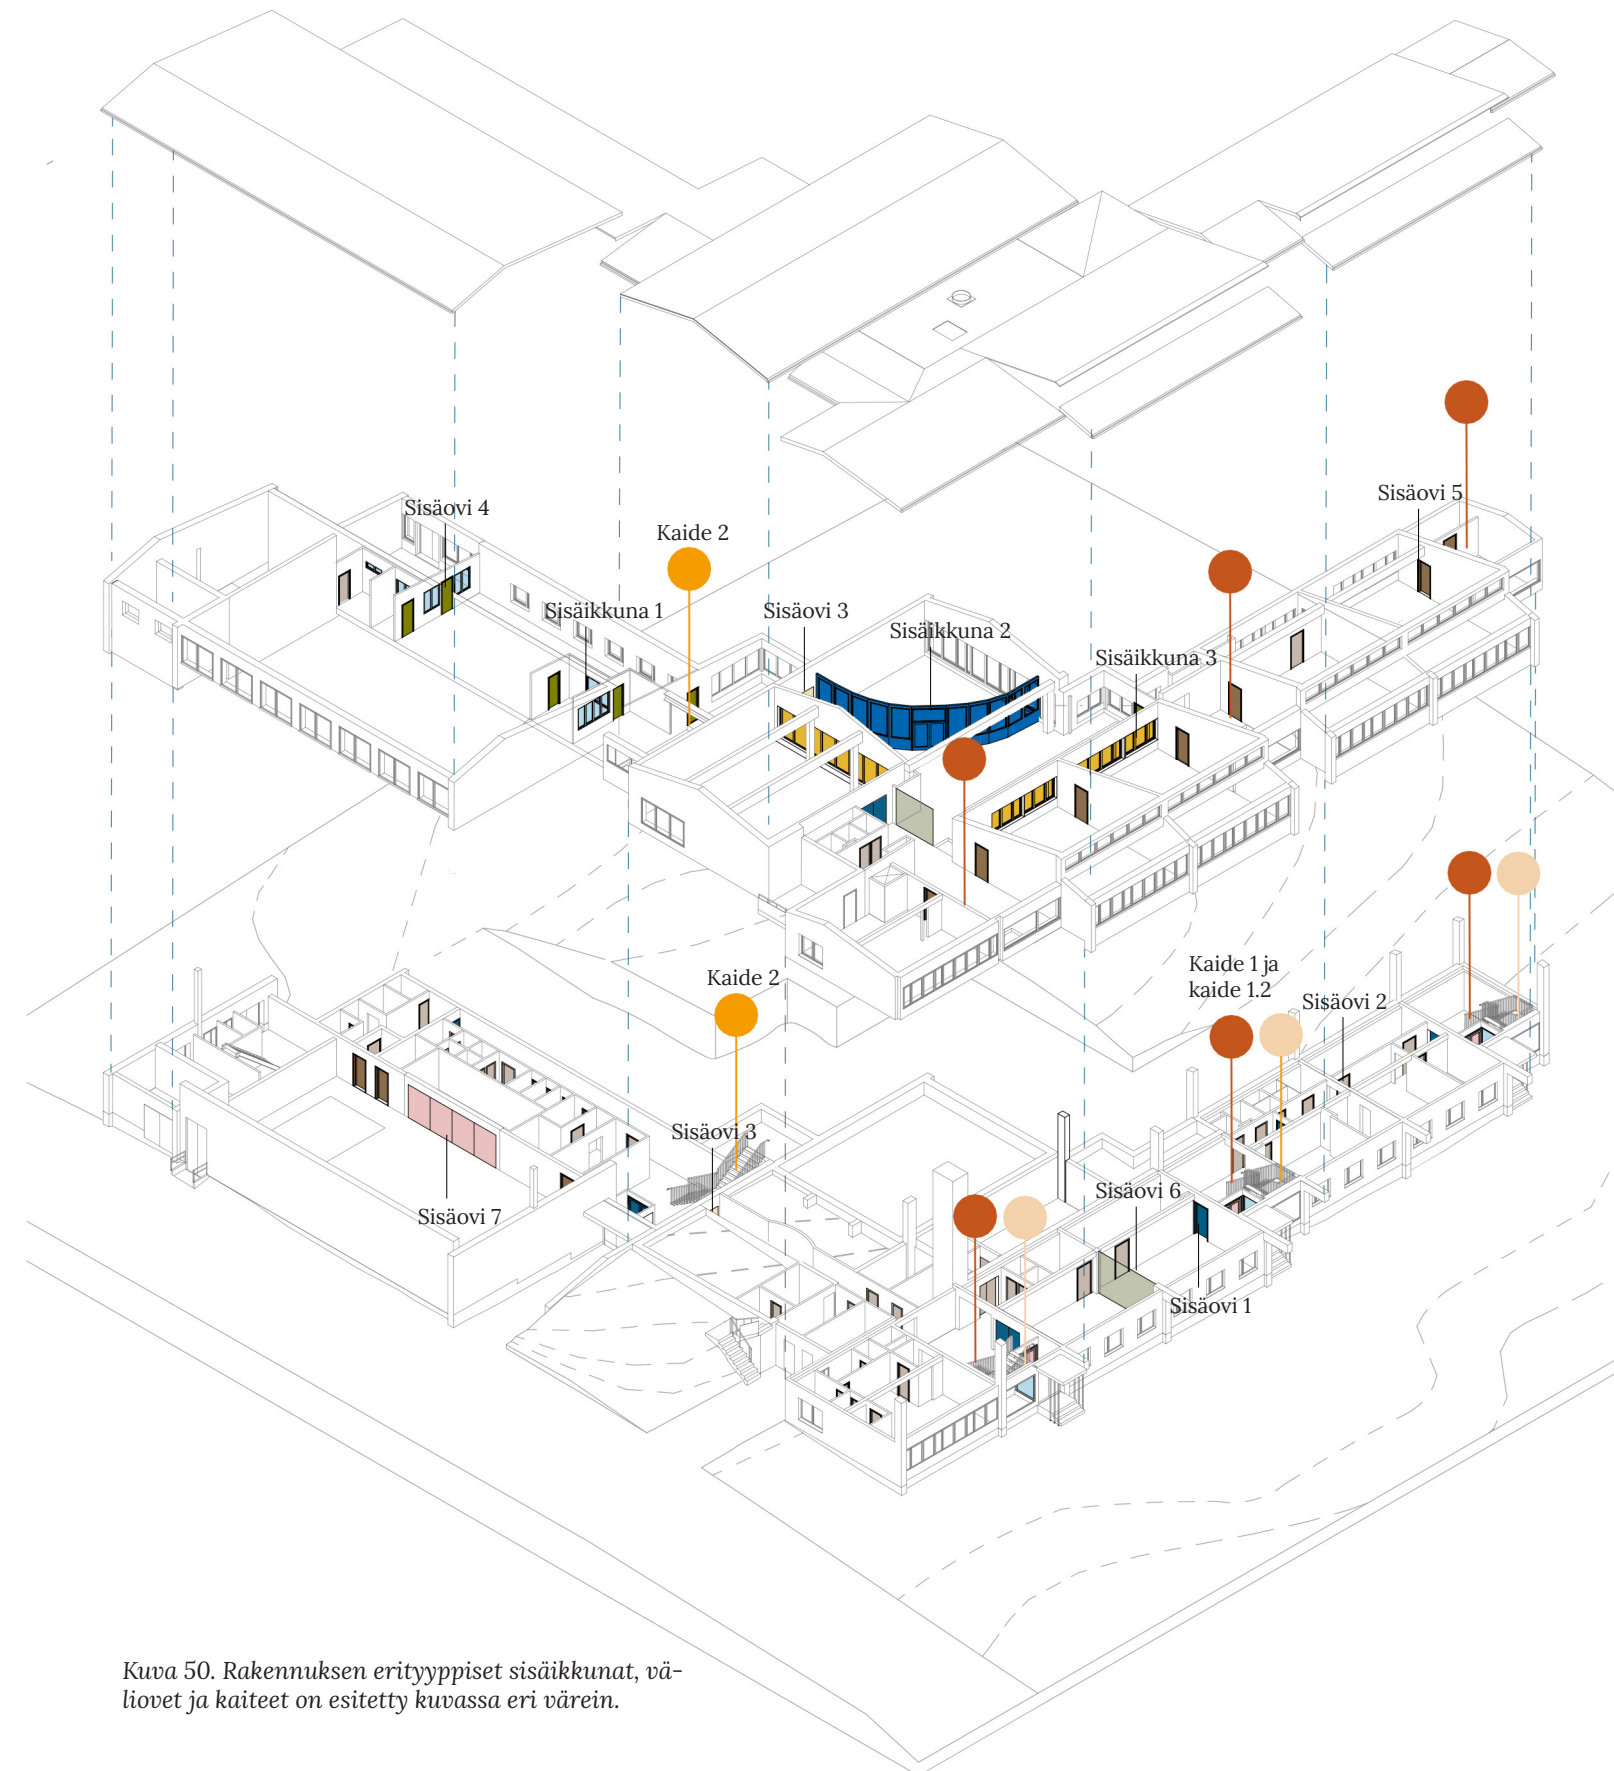 Sisäovi 5
Sisäovi 4
Kaide 2
Sisäikkuna 1
Sisäovi 3
Sisäikkuna 2
Sisäikkuna 3
Kaide 1 ja
kaide 1.2
Kaide 2
Sisäovi 2
Sisäovi 3
Sisäovi 6
Sisäovi 7
Sisäovi 1
Kuva 50. Rakennuksen erityyppiset sisäikkunat, vä-
liovet ja kaiteet on esitetty kuvassa eri värein.